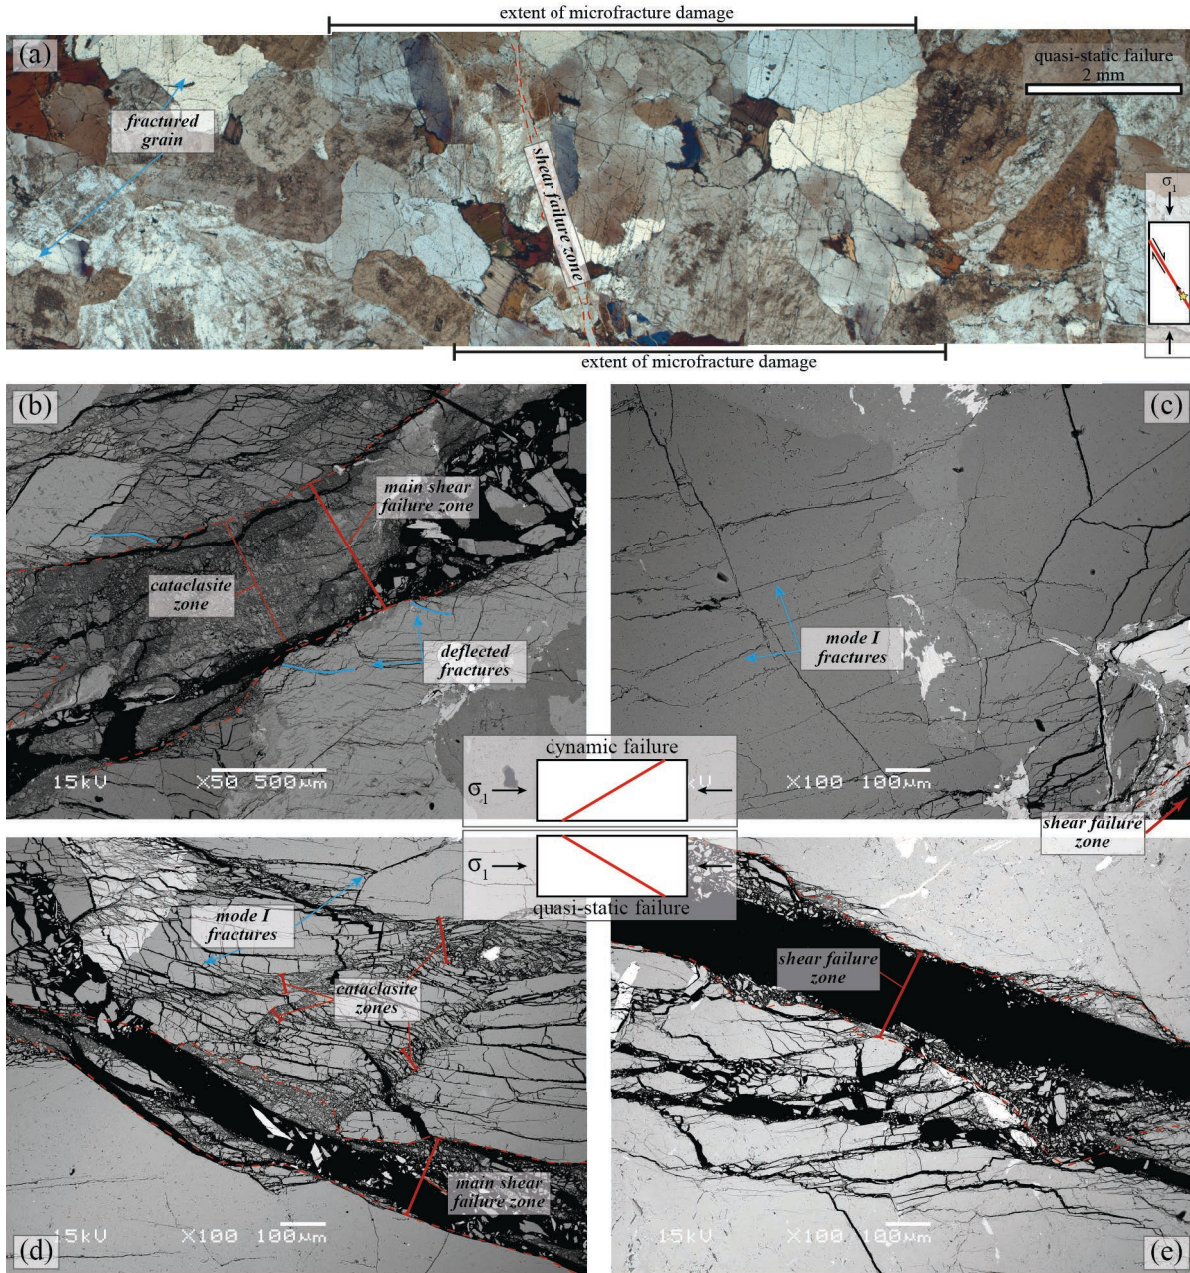 extent of microfracture damage
(a)
quasi-static failure
2 mm
fractured
grain
shear failure
zone
σ1
extent of microfracture damage
(b)
main shear
failure zone
cataclasite
zone
deflected
fractures
15kV X50 500μm
(c)
mode I
fractures
kV X100 100μm
shear failure
zone
cynamic failure
σ1
σ1
quasi-static failure
mode I
fractures
cataclasite
zones
main shear
failure zone
15kV X100 100μm
(d)
shear failure
zone
15kV X100 100μm
(e)